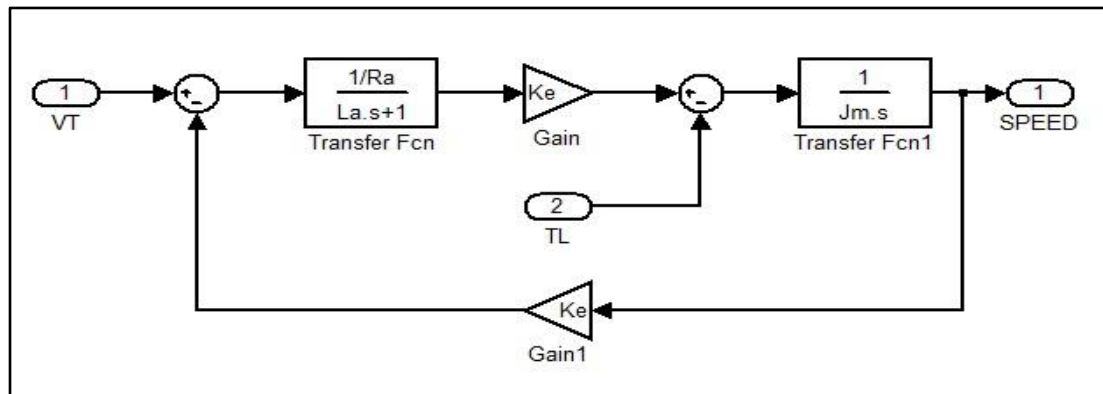 1
VT
+
-
1/Ra
La.s+1
Transfer Fcn
Ke
Gain
+
-
1
Jm.s
Transfer Fcn1
1
SPEED
2
TL
Ke
Gain1